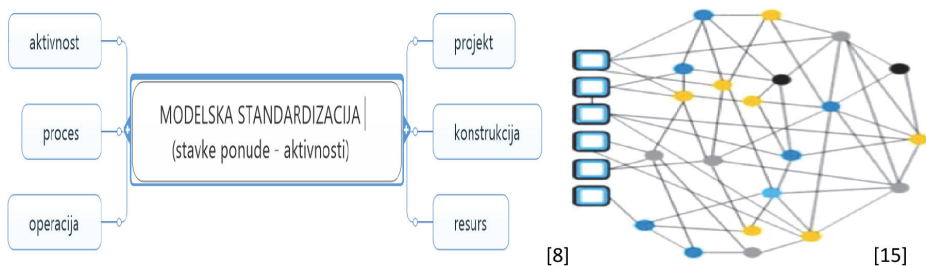 aktivnost
proces
operacija
MODELSKA STANDARDIZACIJA
(stavke ponude - aktivnosti)
projekt
konstrukcija
resurs
[8]
[15]